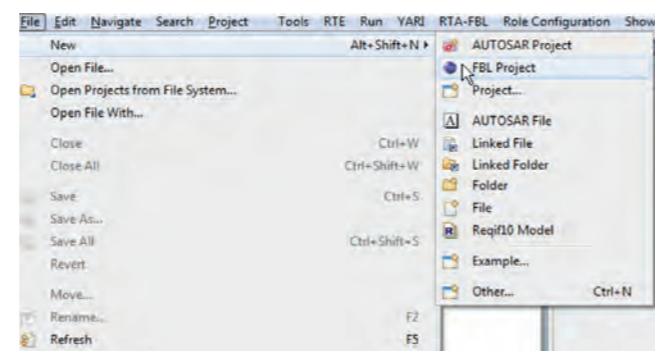 File Edit Navigate Search Project Tools RTE Run YARI RTA-FBL Role Configuration Show
New Alt+Shift+N
Open File...
Open Projects from File System...
Open File With...
Close Ctrl+W
Close All Ctrl+Shift+W
Save Ctrl+S
Save As...
Save All Ctrl+Shift+S
Revert
Move...
Rename... F2
Refresh F5
AUTOSAR Project
FBL Project
Project...
AUTOSAR File
Linked File
Linked Folder
Folder
File
Reqif10 Model
Example...
Other... Ctrl+N